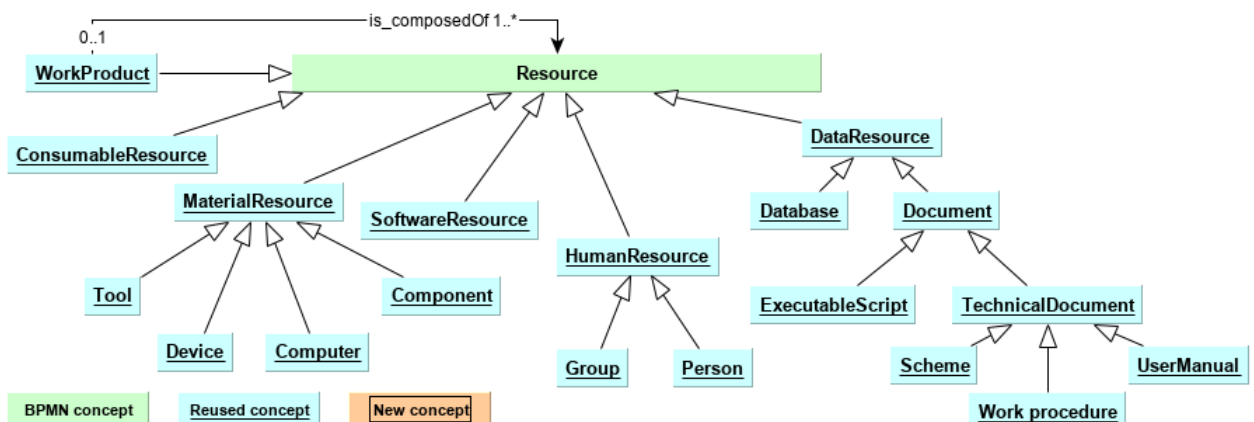 is_composedOf 1..*
0..1
WorkProduct
Resource
ConsumableResource
DataResource
MaterialResource
SoftwareResource
Database
Document
HumanResource
Tool
Component
ExecutableScript
TechnicalDocument
Device
Computer
Group
Person
Scheme
UserManual
Work procedure
BPMN concept
Reused concept
New concept